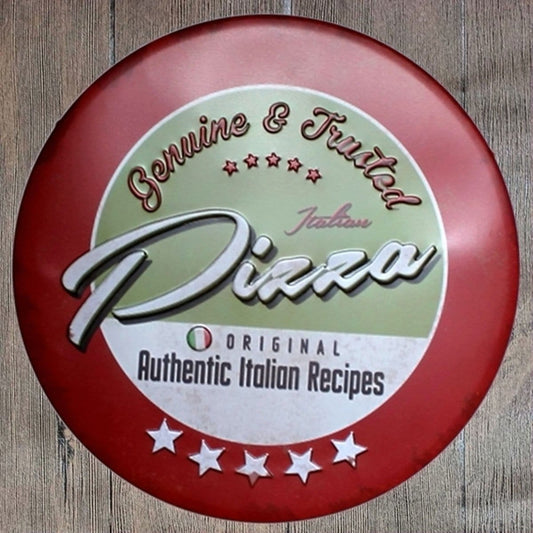 Genuine & Trusted
Italian
Pizza
ORIGINAL
Authentic Italian Recipes